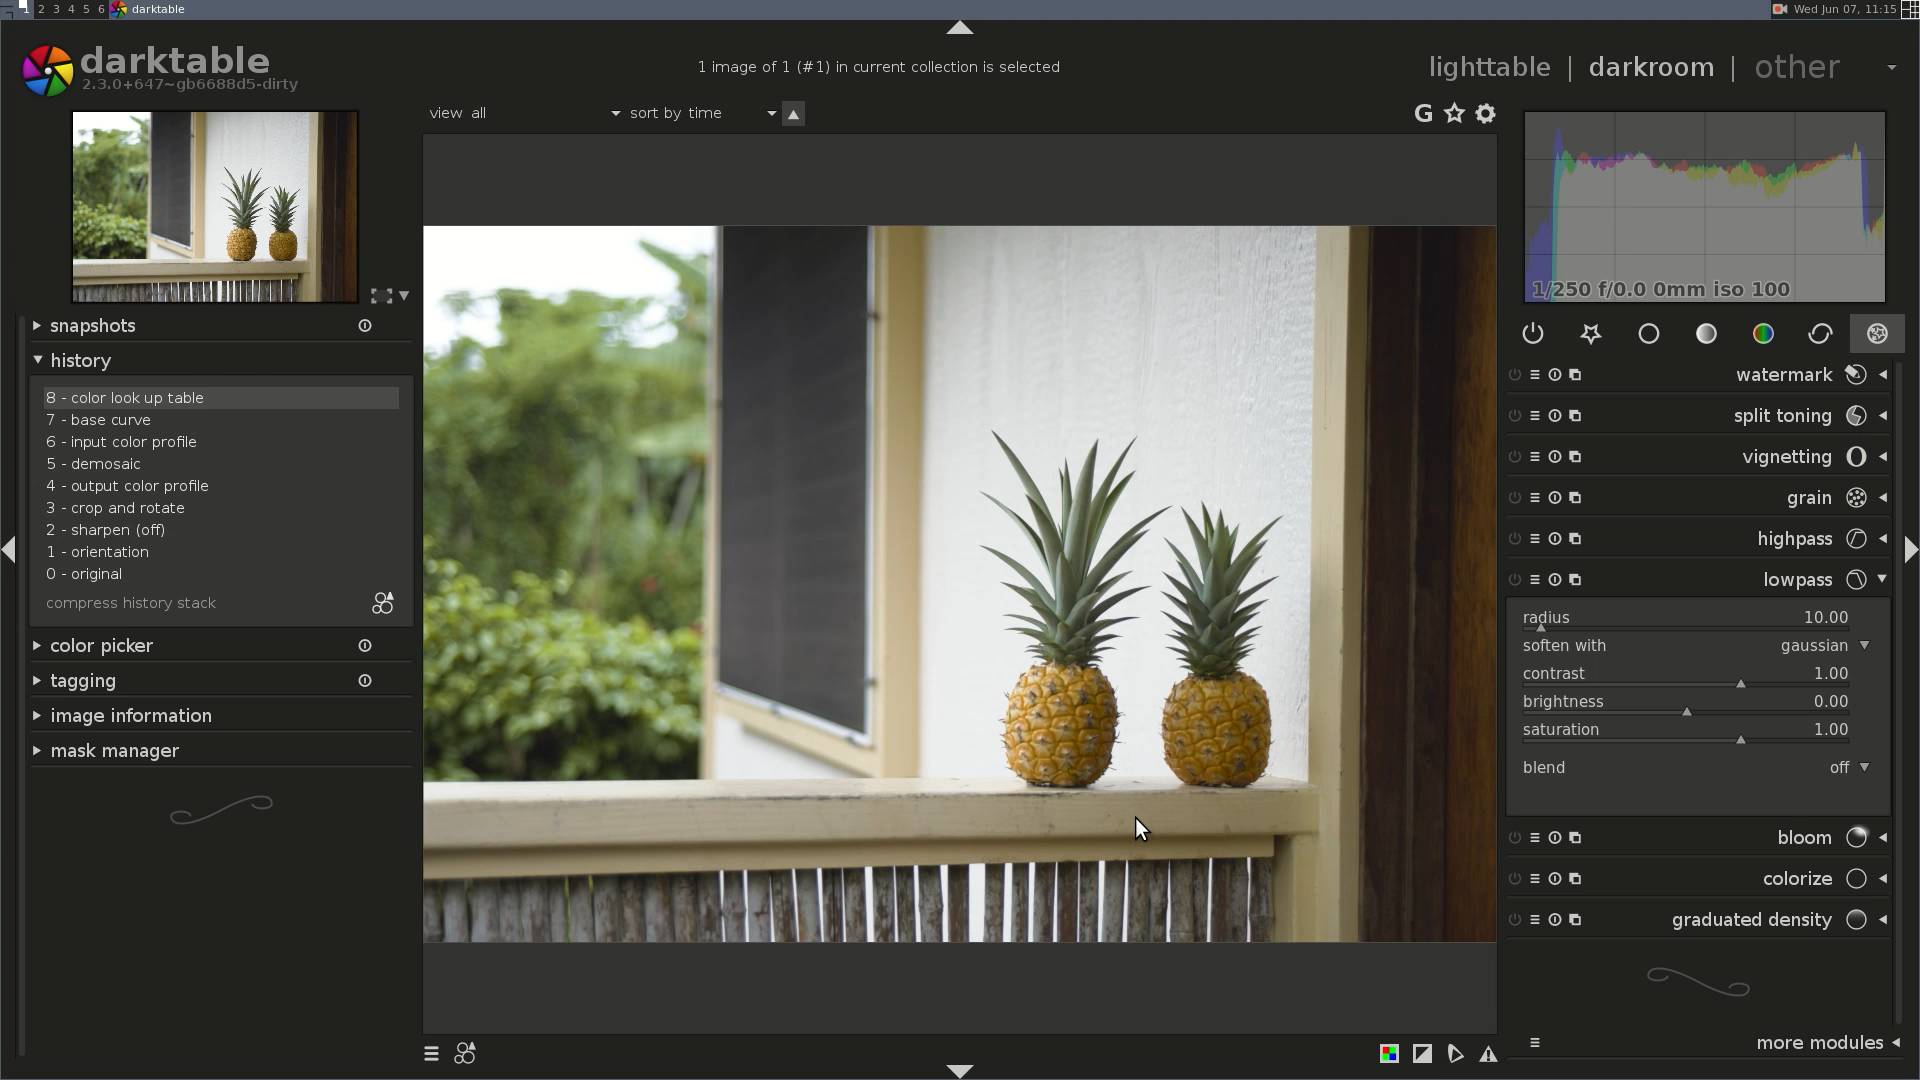 1 2 3 4 5 6 darktable
Wed Jun 07, 11:15
darktable
2.3.0+647~gb6688d5-dirty
1 image of 1 (#1) in current collection is selected
lighttable | darkroom | other
view all
sort by time
G
1/250 f/0.0 0mm iso 100
snapshots
history
8 - color look up table
7 - base curve
6 - input color profile
5 - demosaic
4 - output color profile
3 - crop and rotate
2 - sharpen (off)
1 - orientation
0 - original
compress history stack
color picker
tagging
image information
mask manager
watermark
split toning
vignetting
grain
highpass
lowpass
radius 10.00
soften with gaussian
contrast 1.00
brightness 0.00
saturation 1.00
blend off
bloom
colorize
graduated density
more modules